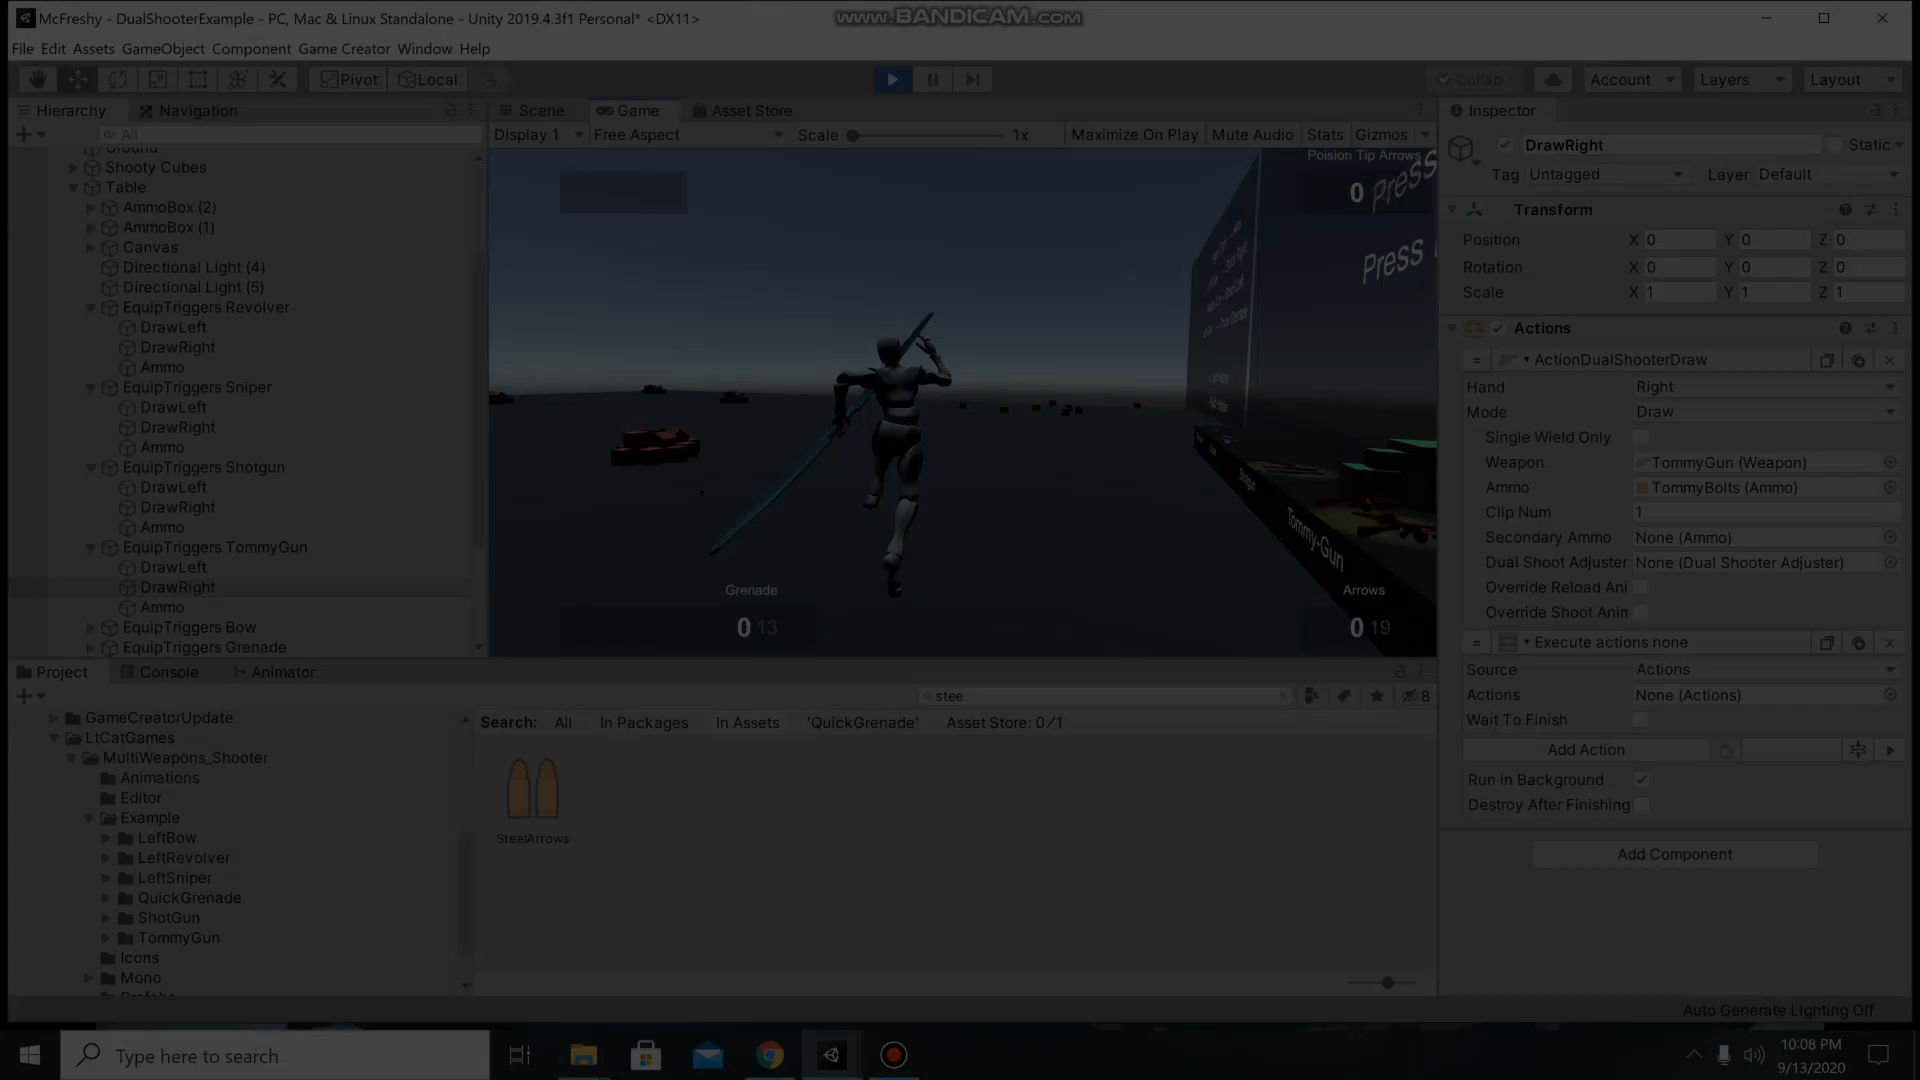 McFreshy - DualShooterExample - PC, Mac & Linux Standalone - Unity 2019.4.3f1 Personal* <DX11>
www.BANDICAM.com
File Edit Assets GameObject Component Game Creator Window Help
Pivot Local Collab Account Layers Layout
Hierarchy Navigation Scene Game Asset Store Inspector
All Display 1 Free Aspect Scale 1x Maximize On Play Mute Audio Stats Gizmos
Ground
Shooty Cubes
Table
AmmoBox (2)
AmmoBox (1)
Canvas
Directional Light (4)
Directional Light (5)
EquipTriggers Revolver
DrawLeft
DrawRight
Ammo
EquipTriggers Sniper
DrawLeft
DrawRight
Ammo
EquipTriggers Shotgun
DrawLeft
DrawRight
Ammo
EquipTriggers TommyGun
DrawLeft
DrawRight
Ammo
EquipTriggers Bow
EquipTriggers Grenade
Poision Tip Arrows
0
Press
Press
Shotgun
Tommy-Gun
Grenade
0 13
Arrows
0 19
DrawRight Static
Tag Untagged Layer Default
Transform
Position X 0 Y 0 Z 0
Rotation X 0 Y 0 Z 0
Scale X 1 Y 1 Z 1
Actions
= ActionDualShooterDraw
Hand Right
Mode Draw
Single Wield Only
Weapon TommyGun (Weapon)
Ammo TommyBolts (Ammo)
Clip Num 1
Secondary Ammo None (Ammo)
Dual Shoot Adjuster None (Dual Shooter Adjuster)
Override Reload Ani
Override Shoot Anin
= Execute actions none
Source Actions
Actions None (Actions)
Wait To Finish
Add Action
Run in Background
Destroy After Finishing
Add Component
Project Console Animator
stee 8
Search: All In Packages In Assets 'QuickGrenade' Asset Store: 0/1
GameCreatorUpdate
LtCatGames
MultiWeapons_Shooter
Animations
Editor
Example
LeftBow
LeftRevolver
LeftSniper
QuickGrenade
ShotGun
TommyGun
Icons
Mono
Prefabs
SteelArrows
Auto Generate Lighting Off
Type here to search
10:08 PM
9/13/2020